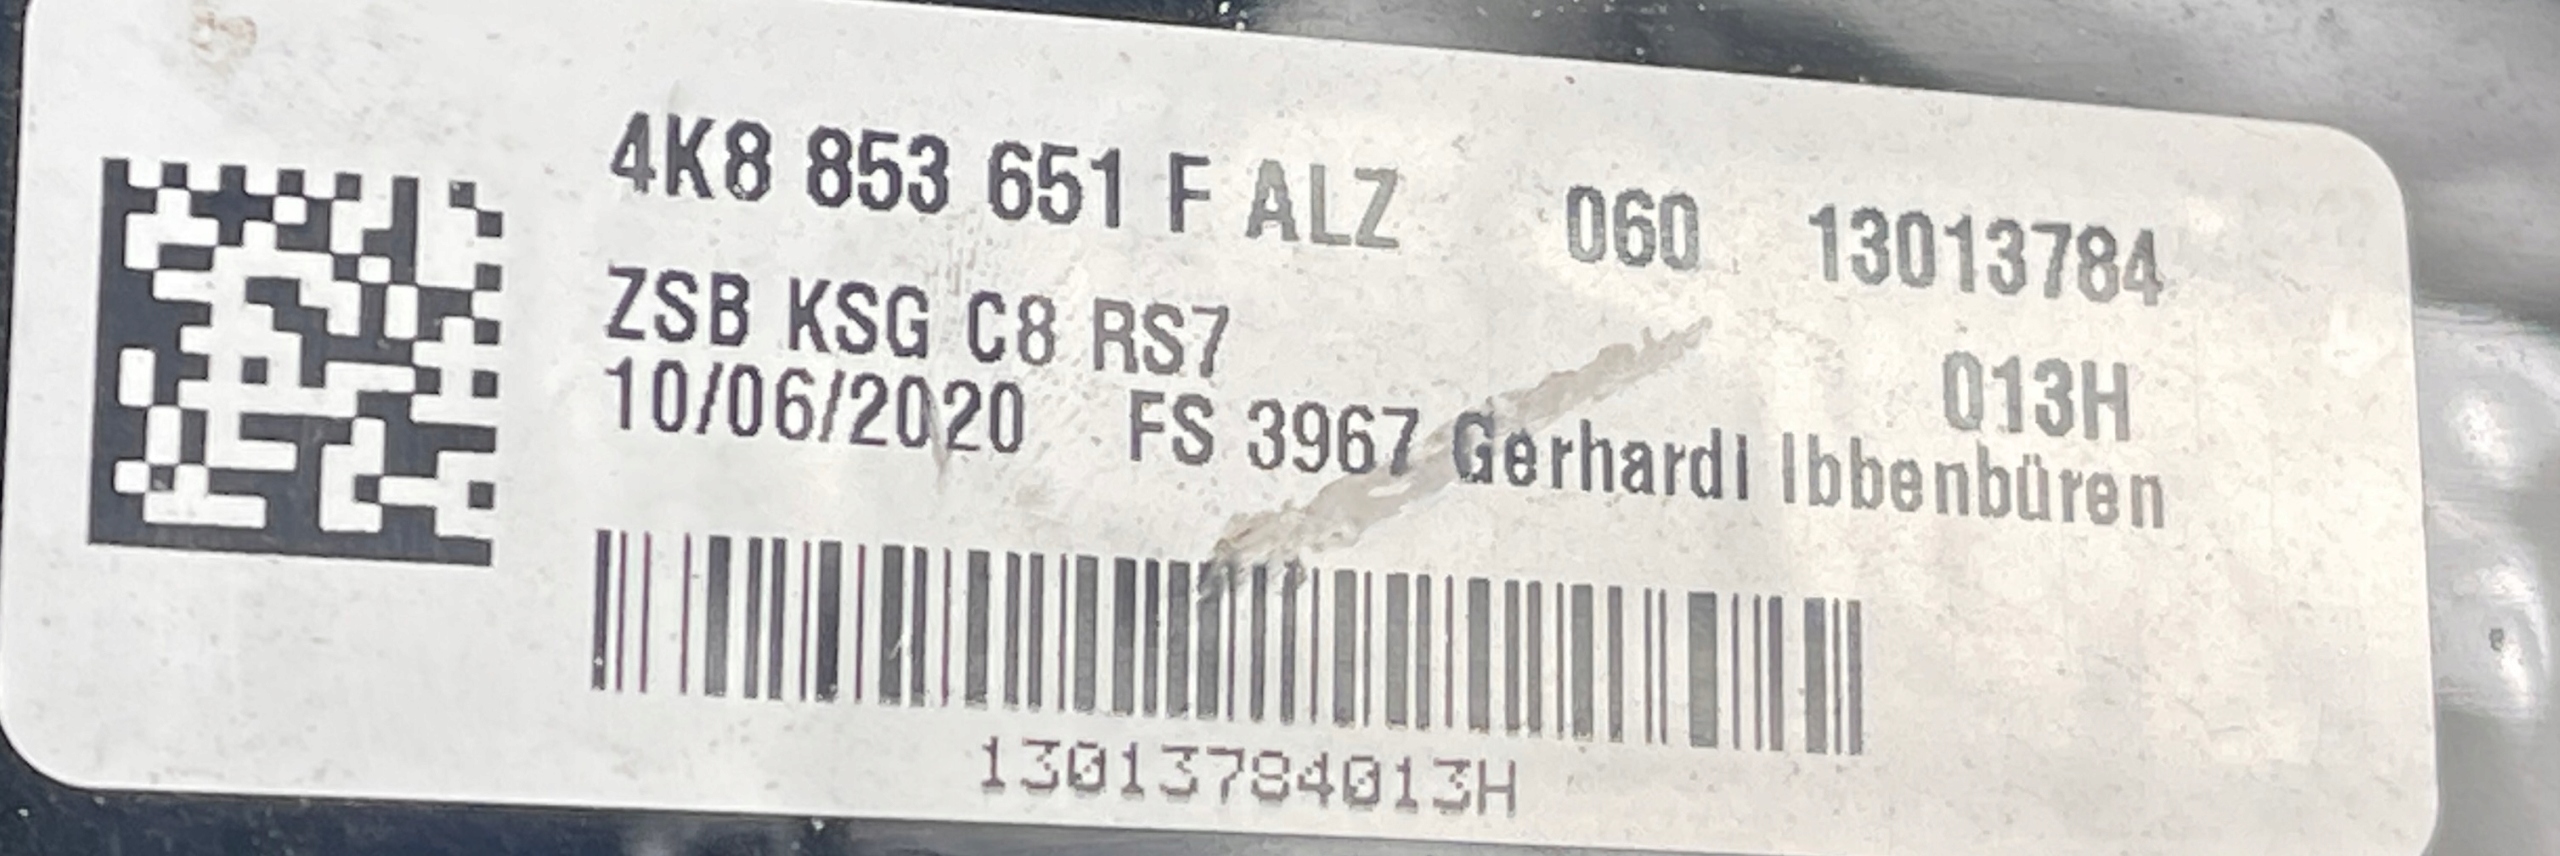 4K8 853 651 F ALZ 060 13013784
ZSB KSG C8 RS7 013H
10/06/2020 FS 3967 Gerhardi Ibbenbüren
13013784013H